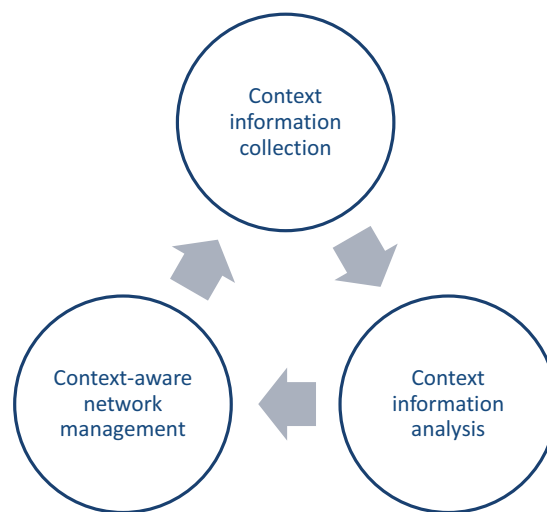 Context
information
collection
Context-aware
network
management
Context
information
analysis